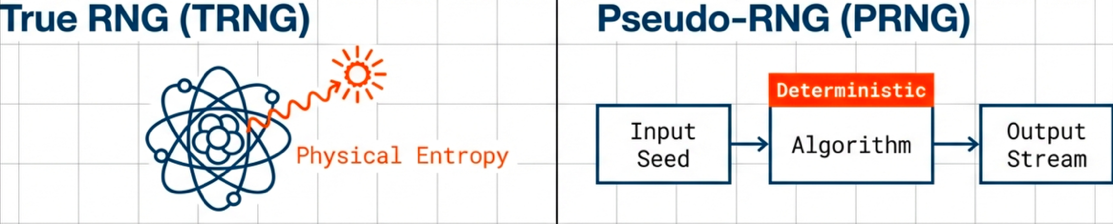 True RNG (TRNG)
Physical Entropy
Pseudo-RNG (PRNG)
Input
Seed
Deterministic
Algorithm
Output
Stream